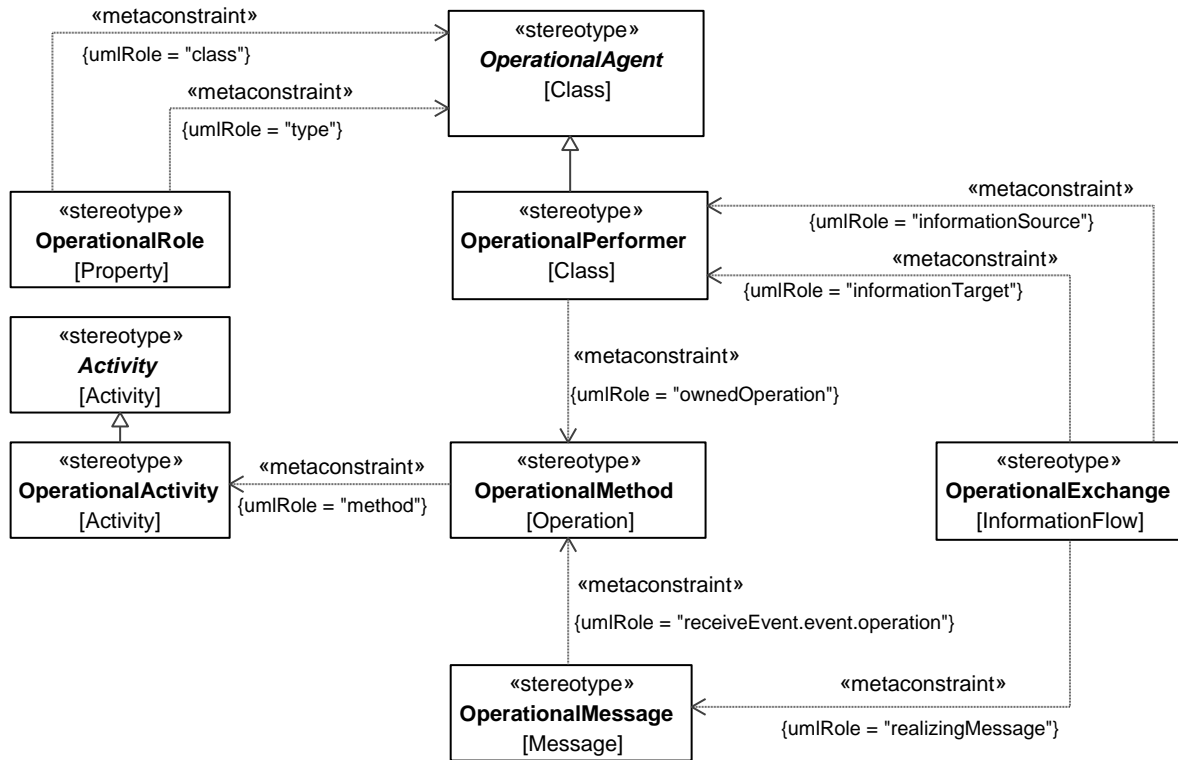 «metaconstraint»
{umlRole = "class"}
«stereotype»
OperationalAgent
[Class]
«metaconstraint»
{umlRole = "type"}
«stereotype»
OperationalRole
[Property]
«stereotype»
OperationalPerformer
[Class]
«metaconstraint»
{umlRole = "informationSource"}
«metaconstraint»
{umlRole = "informationTarget"}
«stereotype»
Activity
[Activity]
«metaconstraint»
{umlRole = "ownedOperation"}
«stereotype»
OperationalActivity
[Activity]
«metaconstraint»
{umlRole = "method"}
«stereotype»
OperationalMethod
[Operation]
«stereotype»
OperationalExchange
[InformationFlow]
«metaconstraint»
{umlRole = "receiveEvent.event.operation"}
«stereotype»
OperationalMessage
[Message]
«metaconstraint»
{umlRole = "realizingMessage"}